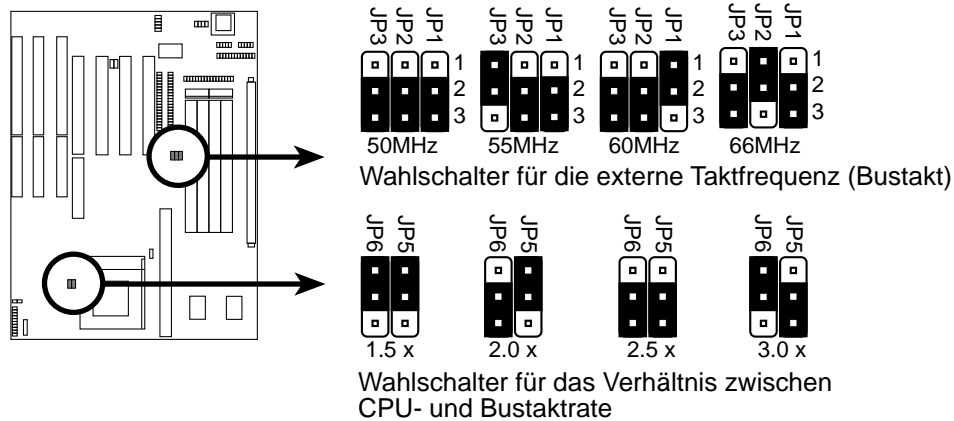 JP3 JP2 JP1 JP3 JP2 JP1 JP3 JP2 JP1 JP3 JP2 JP1
1 1 1 1
2 2 2 2
3 3 3 3
50MHz 55MHz 60MHz 66MHz
Wahlschalter für die externe Taktfrequenz (Bustakt)
JP6 JP5 JP6 JP5 JP6 JP5 JP6 JP5
1.5 x 2.0 x 2.5 x 3.0 x
Wahlschalter für das Verhältnis zwischen
CPU- und Bustaktrate